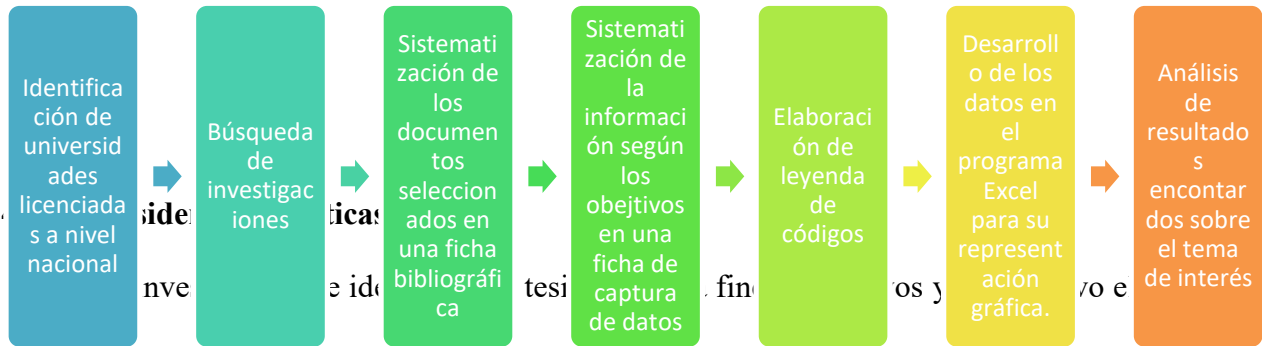 Identifica
ción de
universid
ades
licenciada
s a nivel
nacional
Búsqueda
de
investigac
iones
Sistemati
zación de
los
documen
tos
seleccion
ados en
una ficha
bibliográfi
ca
Sistemati
zación de
la
informaci
ón según
los
obejtivos
en una
ficha de
captura
de datos
Elaboraci
ón de
leyenda
de
códigos
Desarroll
o de los
datos en
el
programa
Excel
para su
represent
ación
gráfica.
Análisis
de
resultado
s
encontar
dos sobre
el tema
de interés